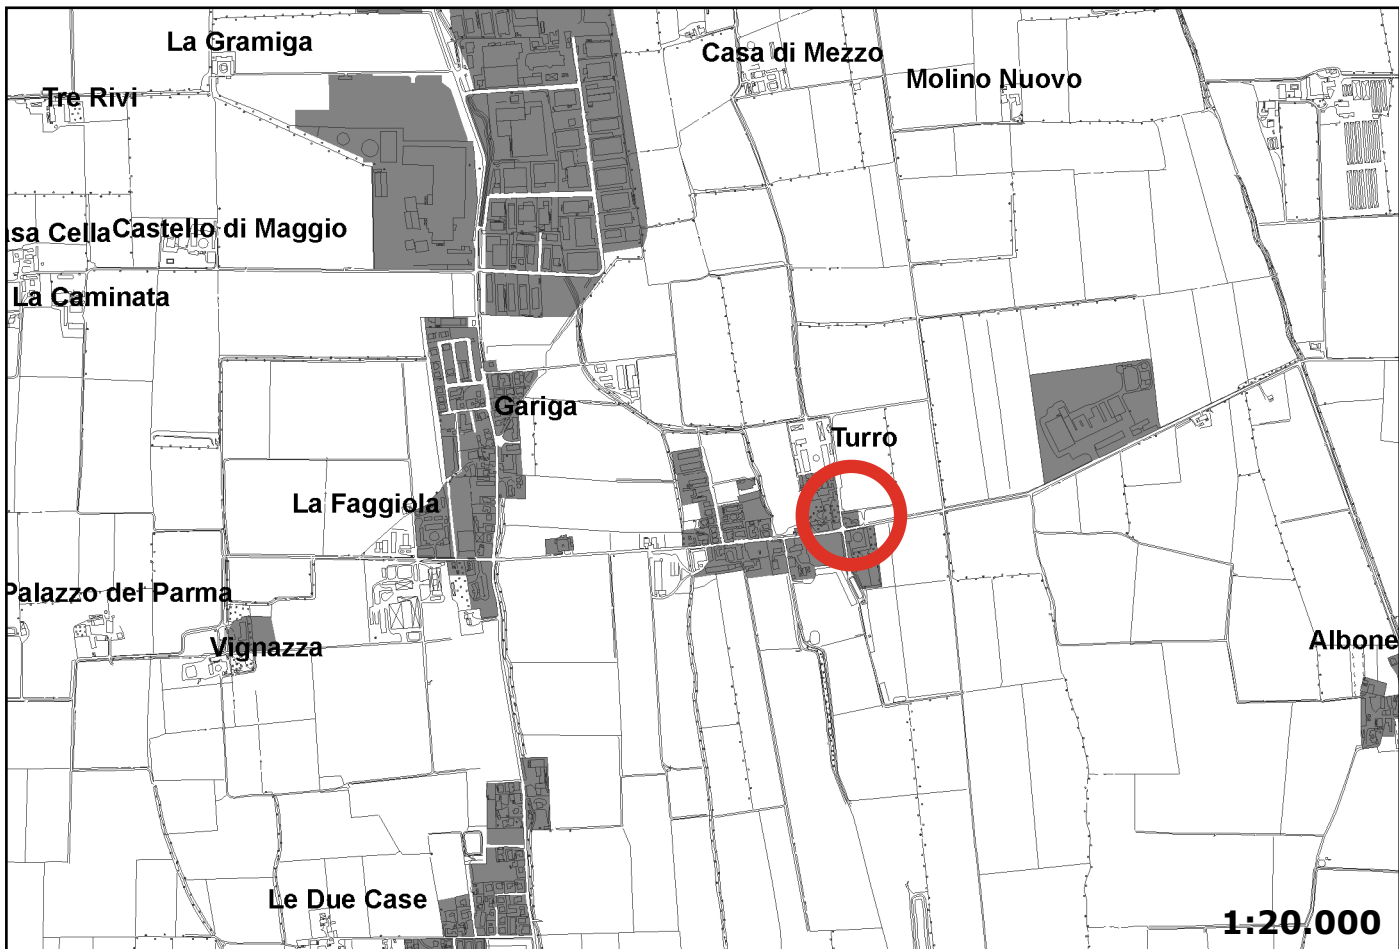 La Gramiga
Casa di Mezzo
Molino Nuovo
Tre Rivi
asa Cella
Castello di Maggio
La Caminata
Gariga
Turro
La Faggiola
Palazzo del Parma
Vignazza
Albone
Le Due Case
1:20.000